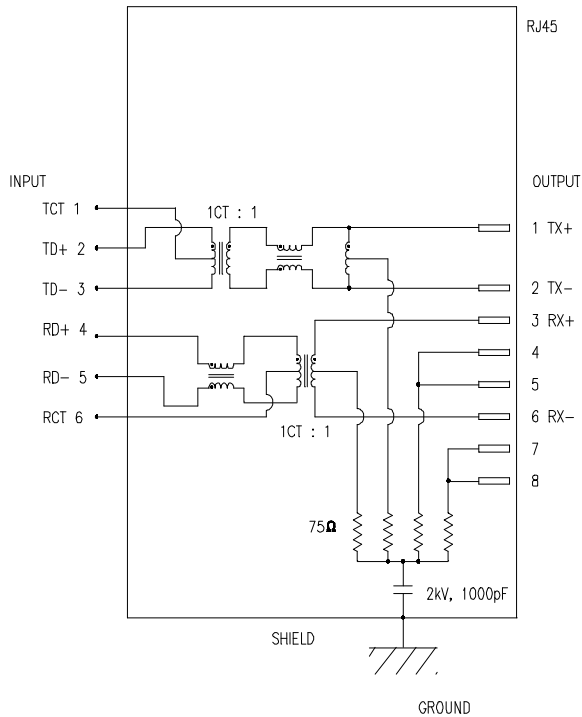 RJ45
INPUT
OUTPUT
TCT 1
1CT : 1
TD+ 2
1 TX+
TD- 3
2 TX-
3 RX+
RD+ 4
4
RD- 5
5
RCT 6
6 RX-
1CT : 1
7
8
75Ω
2kV, 1000pF
SHIELD
GROUND